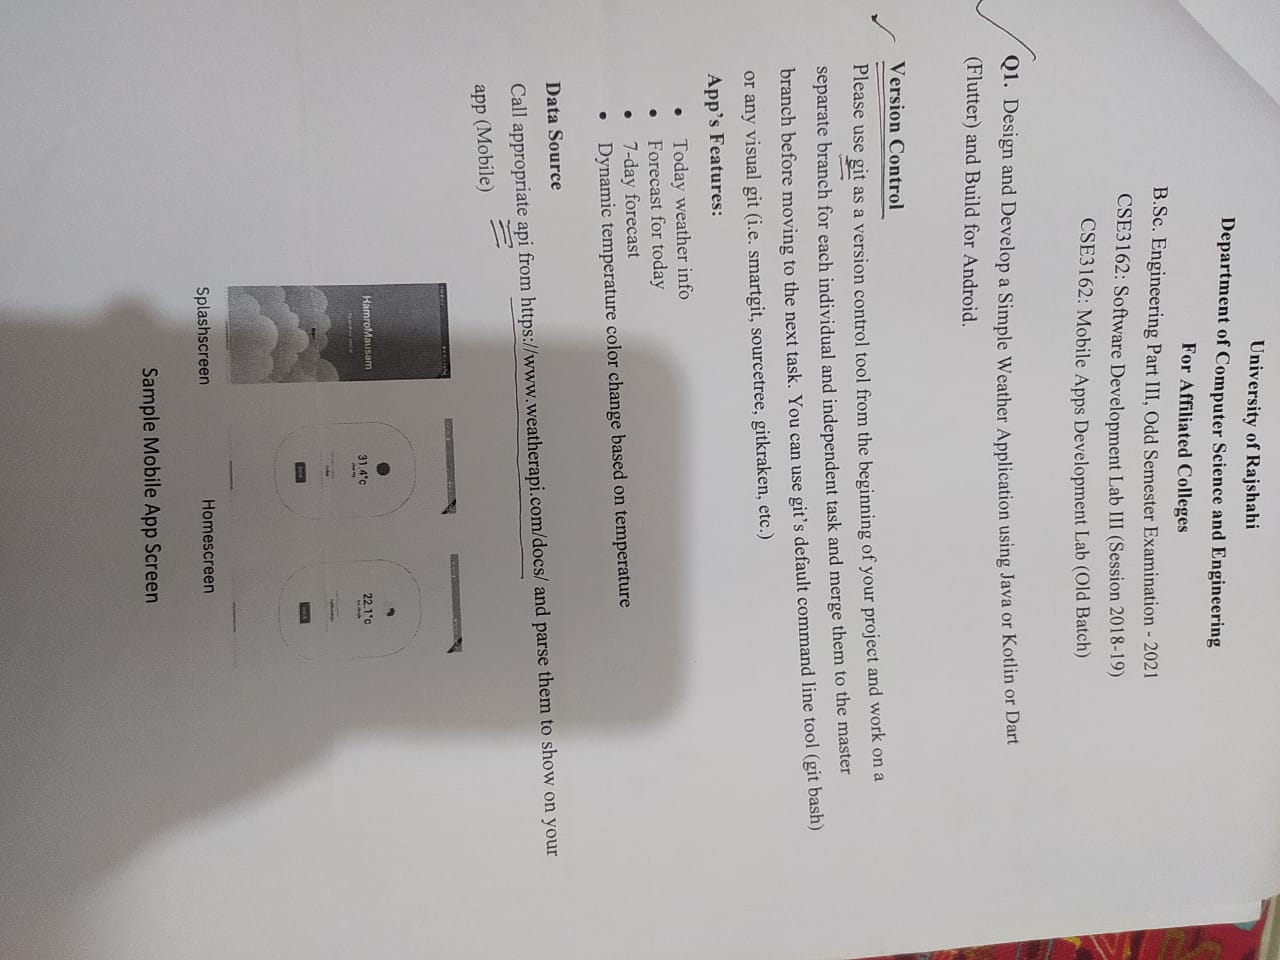 University of Rajshahi
Department of Computer Science and Engineering
For Affiliated Colleges
B.Sc. Engineering Part III, Odd Semester Examination - 2021
CSE3162: Software Development Lab III (Session 2018-19)
CSE3162: Mobile Apps Development Lab (Old Batch)
Q1. Design and Develop a Simple Weather Application using Java or Kotlin or Dart
(Flutter) and Build for Android.
Version Control
Please use git as a version control tool from the beginning of your project and work on a
separate branch for each individual and independent task and merge them to the master
branch before moving to the next task. You can use git's default command line tool (git bash)
or any visual git (i.e. smartgit, sourcetree, gitkraken, etc.)
App's Features:
• Today weather info
• Forecast for today
• 7-day forecast
• Dynamic temperature color change based on temperature
Data Source
Call appropriate api from https://www.weatherapi.com/docs/ and parse them to show on your
app (Mobile)
HamroMausam
31.4°c
22.1°c
Splashscreen
Homescreen
Sample Mobile App Screen